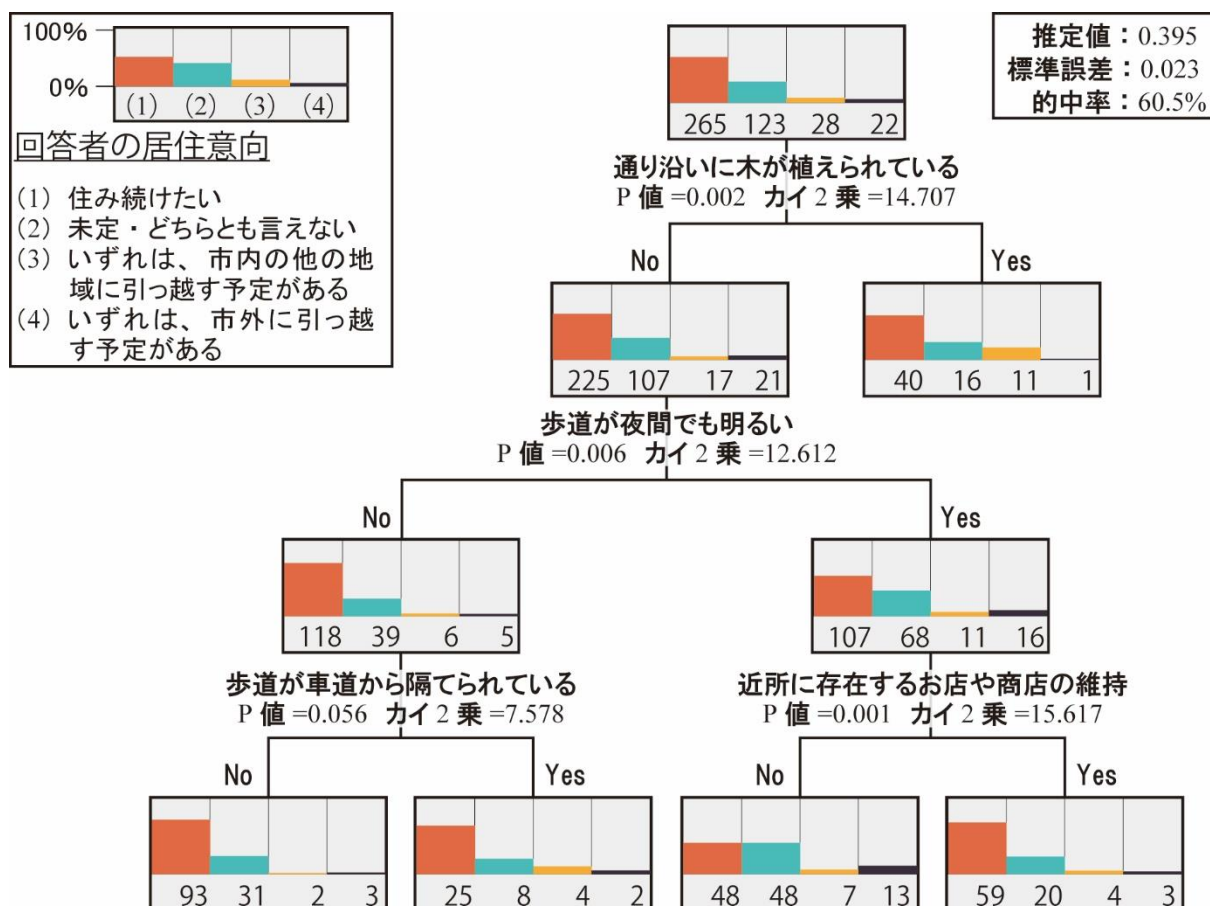 100%
0%
(1) (2) (3) (4)
回答者の居住意向
(1) 住み続けたい
(2) 未定・どちらとも言えない
(3) いずれは、市内の他の地
域に引っ越す予定がある
(4) いずれは、市外に引っ越
す予定がある
推定値：0.395
標準誤差：0.023
的中率：60.5%
265 123 28 22
通り沿いに木が植えられている
P 値 =0.002 カイ 2 乗 =14.707
No Yes
225 107 17 21
40 16 11 1
歩道が夜間でも明るい
P 値 =0.006 カイ 2 乗 =12.612
No Yes
118 39 6 5
107 68 11 16
歩道が車道から隔てられている
P 値 =0.056 カイ 2 乗 =7.578
近所に存在するお店や商店の維持
P 値 =0.001 カイ 2 乗 =15.617
No Yes No Yes
93 31 2 3
25 8 4 2
48 48 7 13
59 20 4 3